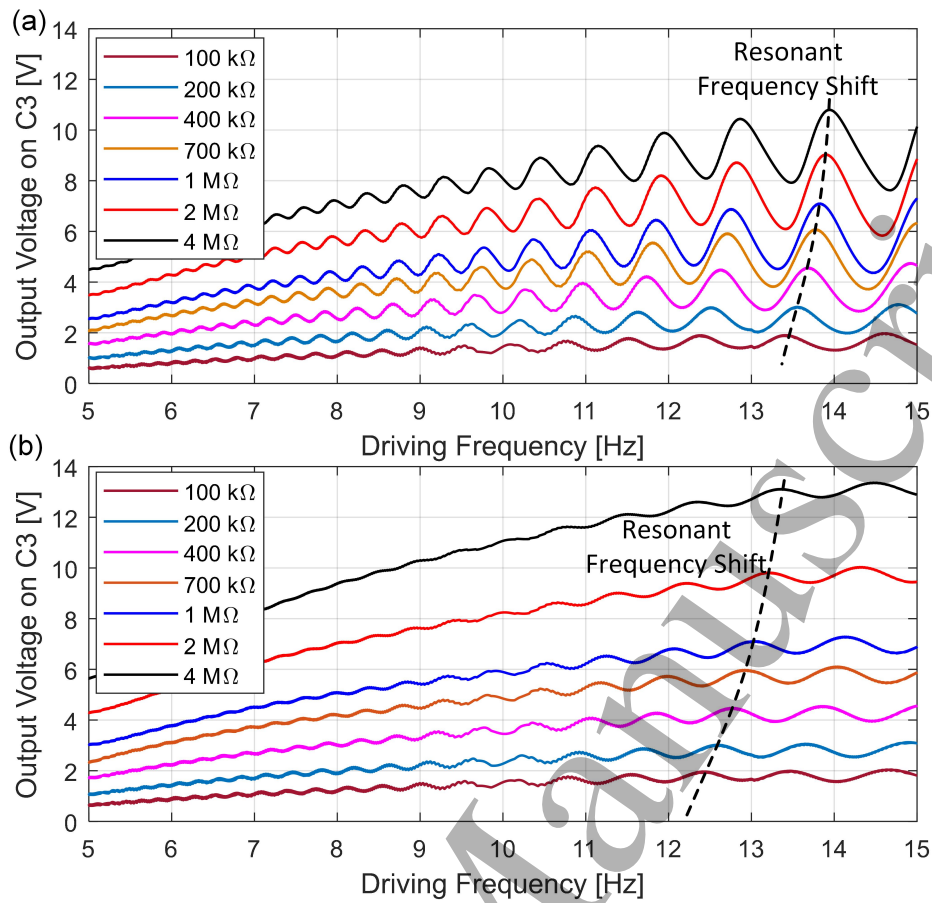 (a)
Output Voltage on C3 [V]
14
12
10
8
6
4
2
0
100 kΩ
200 kΩ
400 kΩ
700 kΩ
1 MΩ
2 MΩ
4 MΩ
Resonant
Frequency Shift
5 6 7 8 9 10 11 12 13 14 15
Driving Frequency [Hz]
(b)
Output Voltage on C3 [V]
14
12
10
8
6
4
2
0
100 kΩ
200 kΩ
400 kΩ
700 kΩ
1 MΩ
2 MΩ
4 MΩ
Resonant
Frequency Shift
5 6 7 8 9 10 11 12 13 14 15
Driving Frequency [Hz]
Manuscri